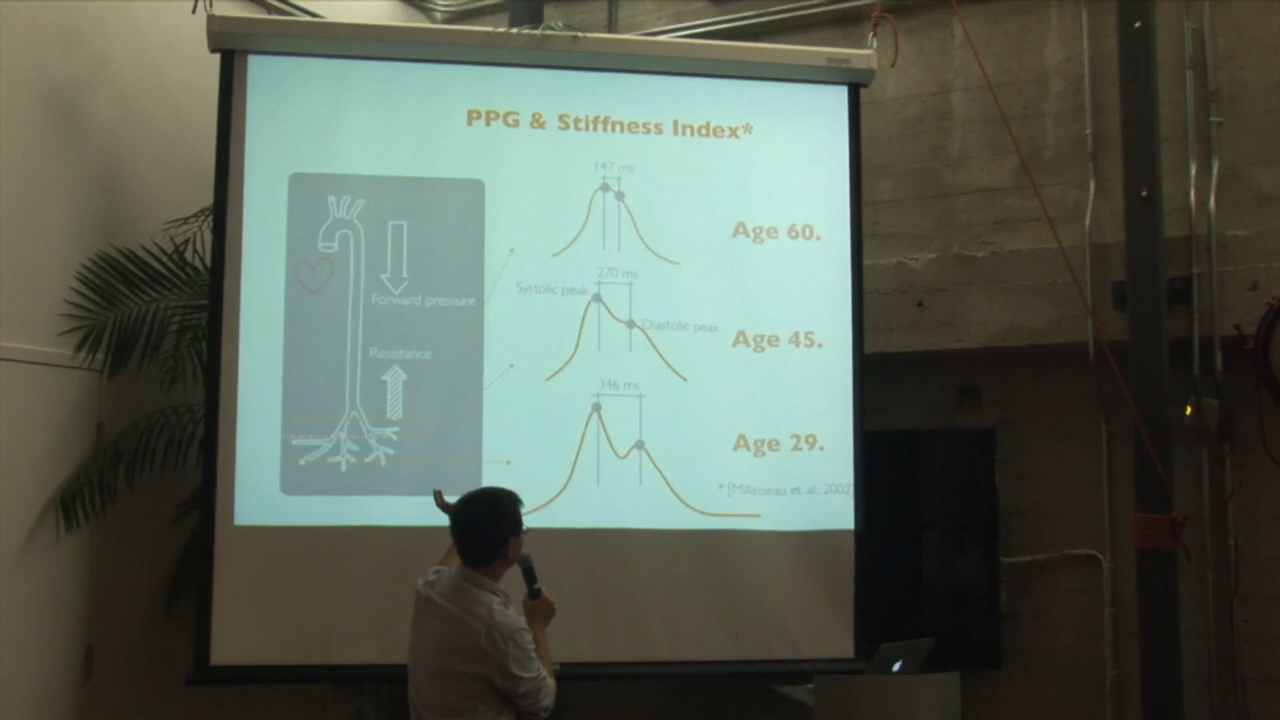 PPG & Stiffness Index*
147 ms
Age 60.
270 ms
Systolic peak
Diastolic peak
Forward pressure
Age 45.
Resistance
346 ms
Age 29.
* [Millasseau et. al., 2002]